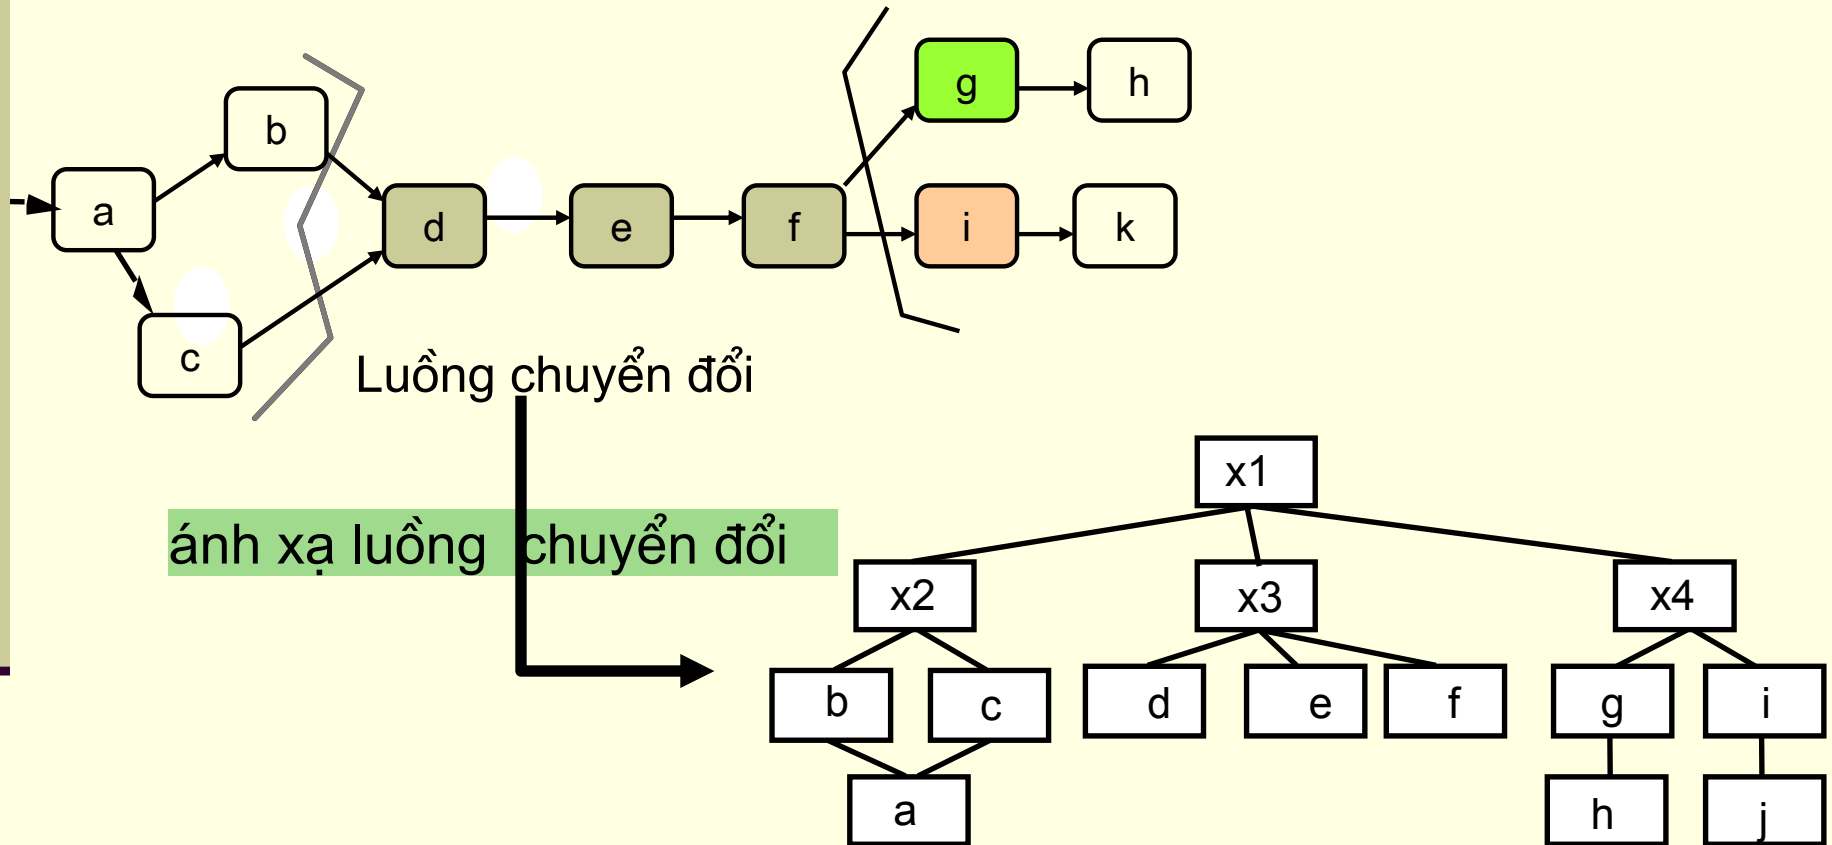 g
h
b
a
d
e
f
i
k
c
Luồng chuyển đổi
x1
ánh xạ luồng chuyển đổi
x2
x3
x4
b
c
d
e
f
g
i
a
h
j